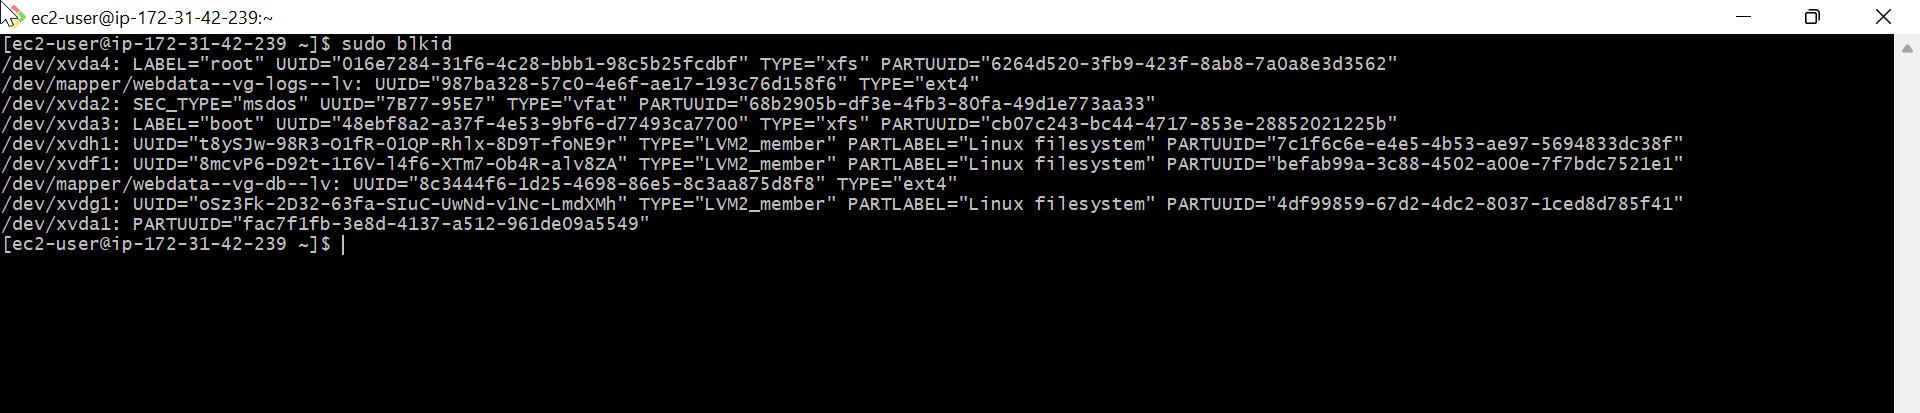 ec2-user@ip-172-31-42-239:~
[ec2-user@ip-172-31-42-239 ~]$ sudo blkid
/dev/xvda4: LABEL="root" UUID="016e7284-31f6-4c28-bbb1-98c5b25fcdbf" TYPE="xfs" PARTUUID="6264d520-3fb9-423f-8ab8-7a0a8e3d3562"
/dev/mapper/webdata--vg-logs--lv: UUID="987ba328-57c0-4e6f-ae17-193c76d158f6" TYPE="ext4"
/dev/xvda2: SEC_TYPE="msdos" UUID="7B77-95E7" TYPE="vfat" PARTUUID="68b2905b-df3e-4fb3-80fa-49d1e773aa33"
/dev/xvda3: LABEL="boot" UUID="48ebf8a2-a37f-4e53-9bf6-d77493ca7700" TYPE="xfs" PARTUUID="cb07c243-bc44-4717-853e-28852021225b"
/dev/xvdh1: UUID="t8ySJw-98R3-O1fR-O1QP-Rhlx-8D9T-foNE9r" TYPE="LVM2_member" PARTLABEL="Linux filesystem" PARTUUID="7c1f6c6e-e4e5-4b53-ae97-5694833dc38f"
/dev/xvdf1: UUID="8mcvP6-D92t-1I6V-l4f6-XTm7-Ob4R-alv8ZA" TYPE="LVM2_member" PARTLABEL="Linux filesystem" PARTUUID="befab99a-3c88-4502-a00e-7f7bdc7521e1"
/dev/mapper/webdata--vg-db--lv: UUID="8c3444f6-1d25-4698-86e5-8c3aa875d8f8" TYPE="ext4"
/dev/xvdg1: UUID="oSz3Fk-2D32-63fa-SIuC-UwNd-v1Nc-LmdXMh" TYPE="LVM2_member" PARTLABEL="Linux filesystem" PARTUUID="4df99859-67d2-4dc2-8037-1ced8d785f41"
/dev/xvda1: PARTUUID="fac7f1fb-3e8d-4137-a512-961de09a5549"
[ec2-user@ip-172-31-42-239 ~]$